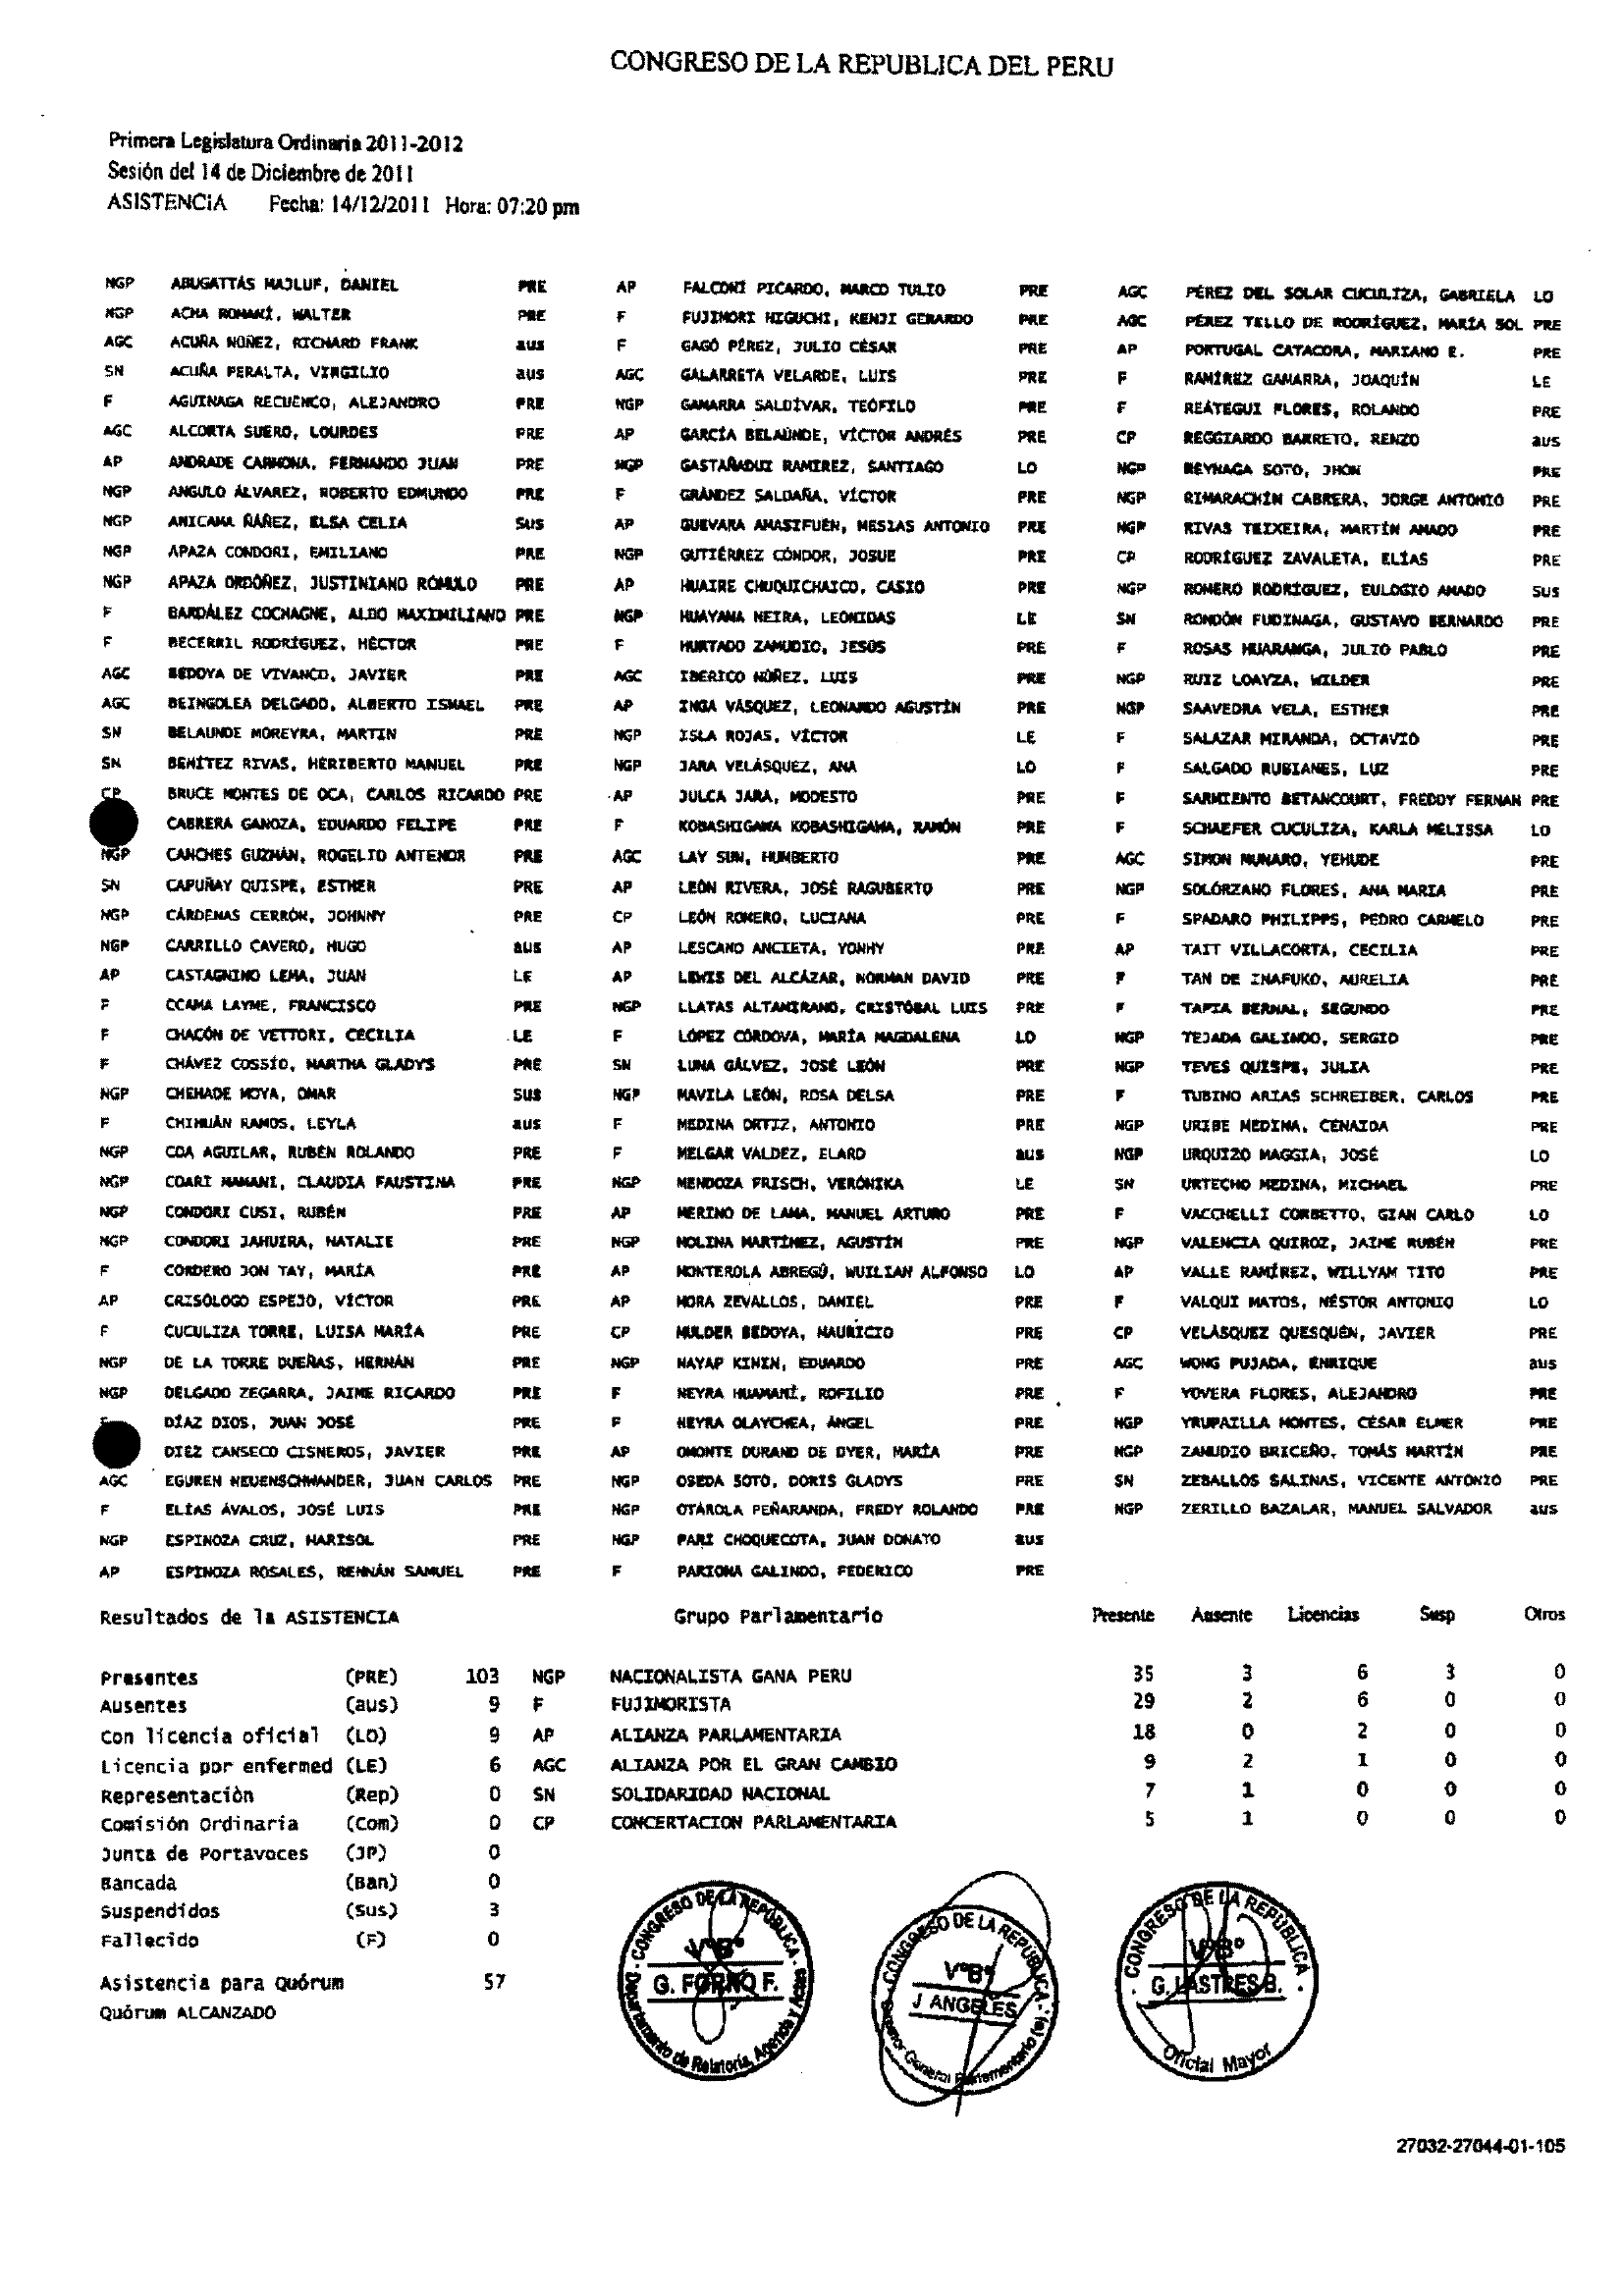 CONGRESO DE LA REPUBLICA DEL PERU
Primera Legislatura Ordinaria 2011-2012
Sesión del 14 de Diciembre de 2011
ASISTENCIA Fecha: 14/12/2011 Hora: 07:20 pm
NGP ABUGATTÁS MAJLUF, DANIEL PRE
NGP ACHA ROMANÍ, WALTER PRE
AGC ACUÑA NÚÑEZ, RICHARD FRANK aus
SN ACUÑA PERALTA, VIRGILIO aus
F AGUINAGA RECUENCO, ALEJANDRO PRE
AGC ALCORTA SUERO, LOURDES PRE
AP ANDRADE CARMONA, FERNANDO JUAN PRE
NGP ANGULO ÁLVAREZ, ROBERTO EDMUNDO PRE
NGP ANICAMA ÑÁÑEZ, ELSA CELIA Sus
NGP APAZA CONDORI, EMILIANO PRE
NGP APAZA ORDÓÑEZ, JUSTINIANO RÓMULO PRE
F BARDÁLEZ COCHAGNE, ALDO MAXIMILIANO PRE
F BECERRIL RODRÍGUEZ, HÉCTOR PRE
AGC BEDOYA DE VIVANCO, JAVIER PRE
AGC BEINGOLEA DELGADO, ALBERTO ISMAEL PRE
SN BELAUNDE MOREYRA, MARTIN PRE
SN BENÍTEZ RIVAS, HERIBERTO MANUEL PRE
CP BRUCE MONTES DE OCA, CARLOS RICARDO PRE
CABRERA GANOZA, EDUARDO FELIPE PRE
NGP CANCHES GUZMÁN, ROGELIO ANTENOR PRE
SN CAPUÑAY QUISPE, ESTHER PRE
NGP CÁRDENAS CERRÓN, JOHNNY PRE
NGP CARRILLO CAVERO, HUGO aus
AP CASTAGNINO LEMA, JUAN LE
F CCAMA LAYME, FRANCISCO PRE
F CHACÓN DE VETTORI, CECILIA LE
F CHÁVEZ COSSÍO, MARTHA GLADYS PRE
NGP CHEHADE MOYA, OMAR Sus
F CHIHUÁN RAMOS, LEYLA aus
NGP COA AGUILAR, RUBÉN ROLANDO PRE
NGP COARI MAMANI, CLAUDIA FAUSTINA PRE
NGP CONDORI CUSI, RUBÉN PRE
NGP CONDORI JAHUIRA, NATALIE PRE
F CORDERO JON TAY, MARÍA PRE
AP CRISÓLOGO ESPEJO, VÍCTOR PRE
F CUCULIZA TORRE, LUISA MARÍA PRE
NGP DE LA TORRE DUEÑAS, HERNÁN PRE
NGP DELGADO ZEGARRA, JAIME RICARDO PRE
F DÍAZ DIOS, JUAN JOSÉ PRE
DIEZ CANSECO CISNEROS, JAVIER PRE
AGC EGUREN NEUENSCHWANDER, JUAN CARLOS PRE
F ELÍAS ÁVALOS, JOSÉ LUIS PRE
NGP ESPINOZA CRUZ, MARISOL PRE
AP ESPINOZA ROSALES, RENNÁN SAMUEL PRE
AP FALCONÍ PICARDO, MARCO TULIO PRE
F FUJIMORI HIGUCHI, KENJI GERARDO PRE
F GAGÓ PÉREZ, JULIO CÉSAR PRE
AGC GALARRETA VELARDE, LUIS PRE
NGP GAMARRA SALDÍVAR, TEÓFILO PRE
AP GARCÍA BELAÚNDE, VÍCTOR ANDRÉS PRE
NGP GASTAÑADUI RAMIREZ, SANTIAGO LO
F GRÁNDEZ SALDAÑA, VÍCTOR PRE
AP GUEVARA AMASIFUÉN, MESIAS ANTONIO PRE
NGP GUTIÉRREZ CÓNDOR, JOSUE PRE
AP HUAIRE CHUQUICHAICO, CASIO PRE
NGP HUAYAMA NEIRA, LEONIDAS LE
F HURTADO ZAMUDIO, JESÚS PRE
AGC IBERICO NÚÑEZ, LUIS PRE
AP INGA VÁSQUEZ, LEONARDO AGUSTÍN PRE
NGP ISLA ROJAS, VÍCTOR LE
NGP JARA VELÁSQUEZ, ANA LO
AP JULCA JARA, MODESTO PRE
F KOBASHIGAWA KOBASHIGAWA, RAMÓN PRE
AGC LAY SUN, HUMBERTO PRE
AP LEÓN RIVERA, JOSÉ RAGUBERTO PRE
CP LEÓN ROMERO, LUCIANA PRE
AP LESCANO ANCIETA, YONHY PRE
AP LEWIS DEL ALCÁZAR, NORMAN DAVID PRE
NGP LLATAS ALTAMIRANO, CRISTÓBAL LUIS PRE
F LÓPEZ CÓRDOVA, MARÍA MAGDALENA LO
SN LUNA GÁLVEZ, JOSÉ LEÓN PRE
NGP MAVILA LEÓN, ROSA DELSA PRE
F MEDINA ORTIZ, ANTONIO PRE
F MELGAR VALDEZ, ELARD aus
NGP MENDOZA FRISCH, VERÓNIKA LE
AP MERINO DE LAMA, MANUEL ARTURO PRE
NGP MOLINA MARTÍNEZ, AGUSTÍN PRE
AP MONTEROLA ABREGÚ, WUILIAN ALFONSO LO
AP MORA ZEVALLOS, DANIEL PRE
CP MULDER BEDOYA, MAURICIO PRE
NGP NAYAP KININ, EDUARDO PRE
F NEYRA HUAMANÍ, ROFILIO PRE
F NEYRA OLAYCHEA, ÁNGEL PRE
AP OMONTE DURAND DE DYER, MARÍA PRE
NGP OSEDA SOTO, DORIS GLADYS PRE
NGP OTÁROLA PEÑARANDA, FREDY ROLANDO PRE
NGP PARI CHOQUECOTA, JUAN DONATO aus
F PARIONA GALINDO, FEDERICO PRE
AGC PÉREZ DEL SOLAR CUCULIZA, GABRIELA LO
AGC PÉREZ TELLO DE RODRÍGUEZ, MARÍA SOL PRE
AP PORTUGAL CATACORA, MARIANO E. PRE
F RAMÍREZ GAMARRA, JOAQUÍN LE
F REÁTEGUI FLORES, ROLANDO PRE
CP REGGIARDO BARRETO, RENZO aus
NGP REYNAGA SOTO, JHON PRE
NGP RIMARACHÍN CABRERA, JORGE ANTONIO PRE
NGP RIVAS TEIXEIRA, MARTÍN AMADO PRE
CP RODRÍGUEZ ZAVALETA, ELÍAS PRE
NGP ROMERO RODRÍGUEZ, EULOGIO AMADO Sus
SN RONDÓN FUDINAGA, GUSTAVO BERNARDO PRE
F ROSAS HUARANGA, JULIO PABLO PRE
NGP RUIZ LOAYZA, WILDER PRE
NGP SAAVEDRA VELA, ESTHER PRE
F SALAZAR MIRANDA, OCTAVIO PRE
F SALGADO RUBIANES, LUZ PRE
F SARMIENTO BETANCOURT, FREDDY FERNAN PRE
F SCHAEFER CUCULIZA, KARLA MELISSA LO
AGC SIMON MUNARO, YEHUDE PRE
NGP SOLÓRZANO FLORES, ANA MARIA PRE
F SPADARO PHILIPPS, PEDRO CARMELO PRE
AP TAIT VILLACORTA, CECILIA PRE
F TAN DE INAFUKO, AURELIA PRE
F TAPIA BERNAL, SEGUNDO PRE
NGP TEJADA GALINDO, SERGIO PRE
NGP TEVES QUISPE, JULIA PRE
F TUBINO ARIAS SCHREIBER, CARLOS PRE
NGP URIBE MEDINA, CENAIDA PRE
NGP URQUIZO MAGGIA, JOSÉ LO
SN URTECHO MEDINA, MICHAEL PRE
F VACCHELLI CORBETTO, GIAN CARLO LO
NGP VALENCIA QUIROZ, JAIME RUBÉN PRE
AP VALLE RAMÍREZ, WILLYAM TITO PRE
F VALQUI MATOS, NÉSTOR ANTONIO LO
CP VELÁSQUEZ QUESQUÉN, JAVIER PRE
AGC WONG PUJADA, ENRIQUE aus
F YOVERA FLORES, ALEJANDRO PRE
NGP YRUPAILLA MONTES, CÉSAR ELMER PRE
NGP ZAMUDIO BRICEÑO, TOMÁS MARTÍN PRE
SN ZEBALLOS SALINAS, VICENTE ANTONIO PRE
NGP ZERILLO BAZALAR, MANUEL SALVADOR aus
Resultados de la ASISTENCIA
Presentes (PRE) 103
Ausentes (aus) 9
Con licencia oficial (LO) 9
Licencia por enfermed (LE) 6
Representación (Rep) 0
Comisión Ordinaria (Com) 0
Junta de Portavoces (JP) 0
Bancada (Ban) 0
Suspendidos (Sus) 3
Fallecido (F) 0
Asistencia para Quórum 57
Quórum ALCANZADO
Grupo Parlamentario Presente Ausente Licencias Susp Otros
NGP NACIONALISTA GANA PERU 35 3 6 3 0
F FUJIMORISTA 29 2 6 0 0
AP ALIANZA PARLAMENTARIA 18 0 2 0 0
AGC ALIANZA POR EL GRAN CAMBIO 9 2 1 0 0
SN SOLIDARIDAD NACIONAL 7 1 0 0 0
CP CONCERTACION PARLAMENTARIA 5 1 0 0 0
CONGRESO DE LA REPÚBLICA
V°B°
G. FORNO F.
Departamento de Relatoría, Agenda y Actas
CONGRESO DE LA REPÚBLICA
V°B°
J ANGELES
General Parlamentario (e)
CONGRESO DE LA REPÚBLICA
V°B°
G. LASTRES B.
Oficial Mayor
27032-27044-01-105